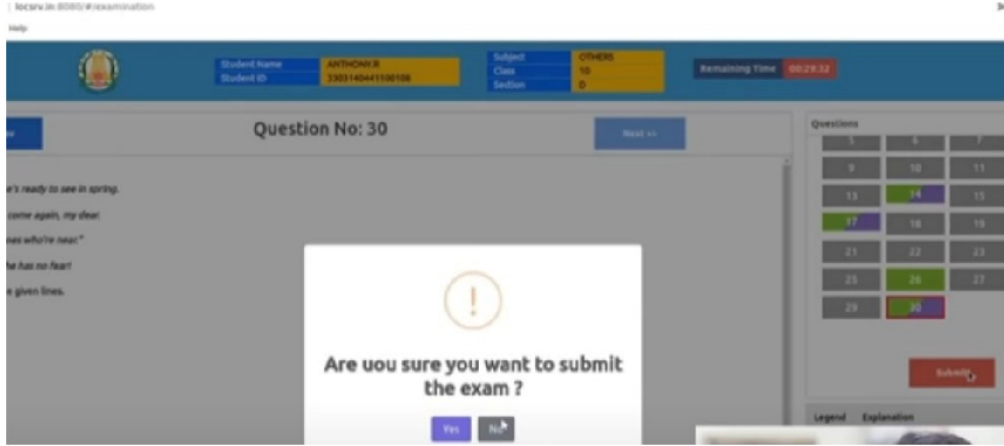 locsrv.in:8080/#/examination
Help
Student Name ANTHONY.R
Student ID
Subject OTHERS
Class 10
Section D
Remaining Time 00:29:32
Question No: 30
Next >>
Questions
5 6 7
9 10 11
13 14 15
17 18 19
21 22 23
25 26 27
29 30
e's ready to see in spring.
come again, my dear.
nes who're near."
he has no fear!
e given lines.
Are uou sure you want to submit
the exam ?
Yes No
Submit
Legend Explanation